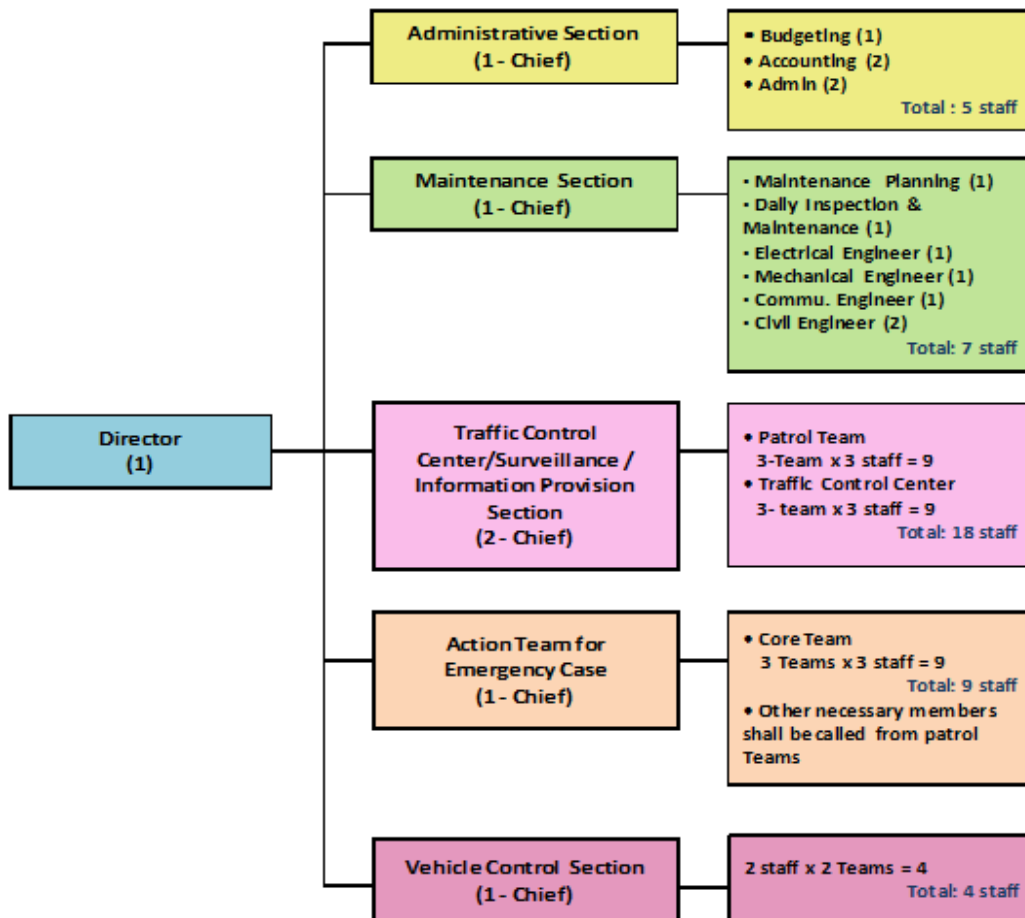 Administrative Section
(1 - Chief)
• Budgeting (1)
• Accounting (2)
• Admin (2)
Total : 5 staff
Maintenance Section
(1 - Chief)
• Maintenance Planning (1)
• Daily Inspection &
Maintenance (1)
• Electrical Engineer (1)
• Mechanical Engineer (1)
• Commu. Engineer (1)
• Civil Engineer (2)
Total: 7 staff
Director
(1)
Traffic Control
Center/Surveillance /
Information Provision
Section
(2 - Chief)
• Patrol Team
3-Team x 3 staff = 9
• Traffic Control Center
3- team x 3 staff = 9
Total: 18 staff
Action Team for
Emergency Case
(1 - Chief)
• Core Team
3 Teams x 3 staff = 9
Total: 9 staff
• Other necessary members
shall be called from patrol
Teams
Vehicle Control Section
(1 - Chief)
2 staff x 2 Teams = 4
Total: 4 staff